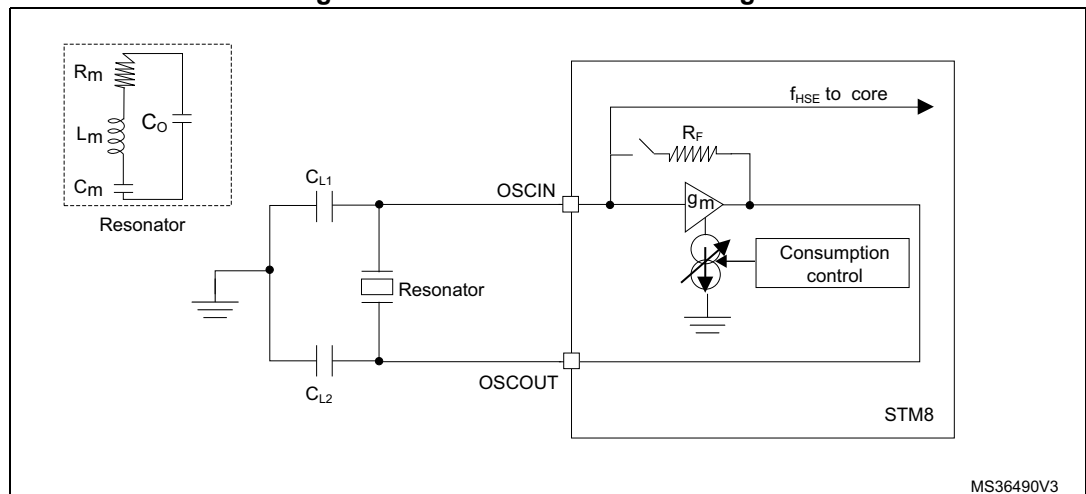 Rm
Lm
Cm
CO
Resonator
CL1
CL2
Resonator
OSCIN
OSCOUT
fHSE to core
RF
gm
Consumption
control
STM8
MS36490V3